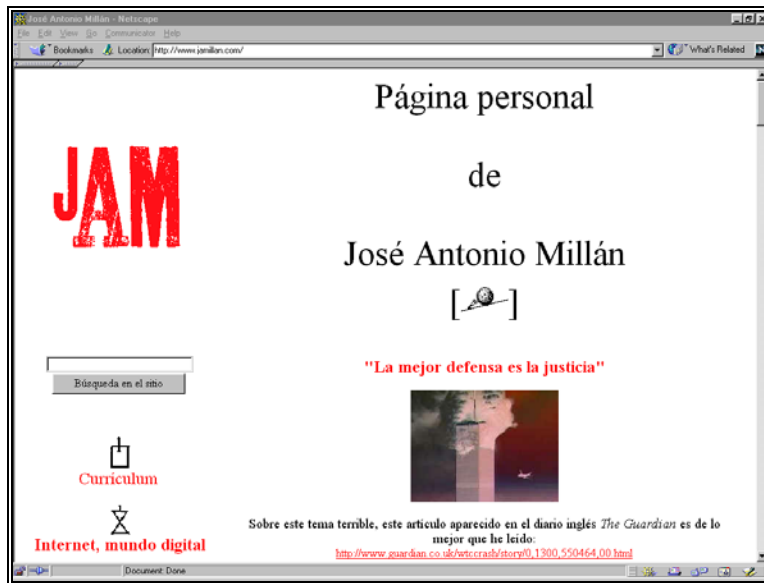 José Antonio Millán - Netscape
File Edit View Go Communicator Help
Bookmarks Location: http://www.jamillan.com/ What's Related
Página personal
de
José Antonio Millán
[ ]
JAM
Búsqueda en el sitio
Currículum
Internet, mundo digital
"La mejor defensa es la justicia"
Sobre este tema terrible, este artículo aparecido en el diario inglés The Guardian es de lo
mejor que he leído:
http://www.guardian.co.uk/wtccrash/story/0,1300,550464,00.html
Document: Done